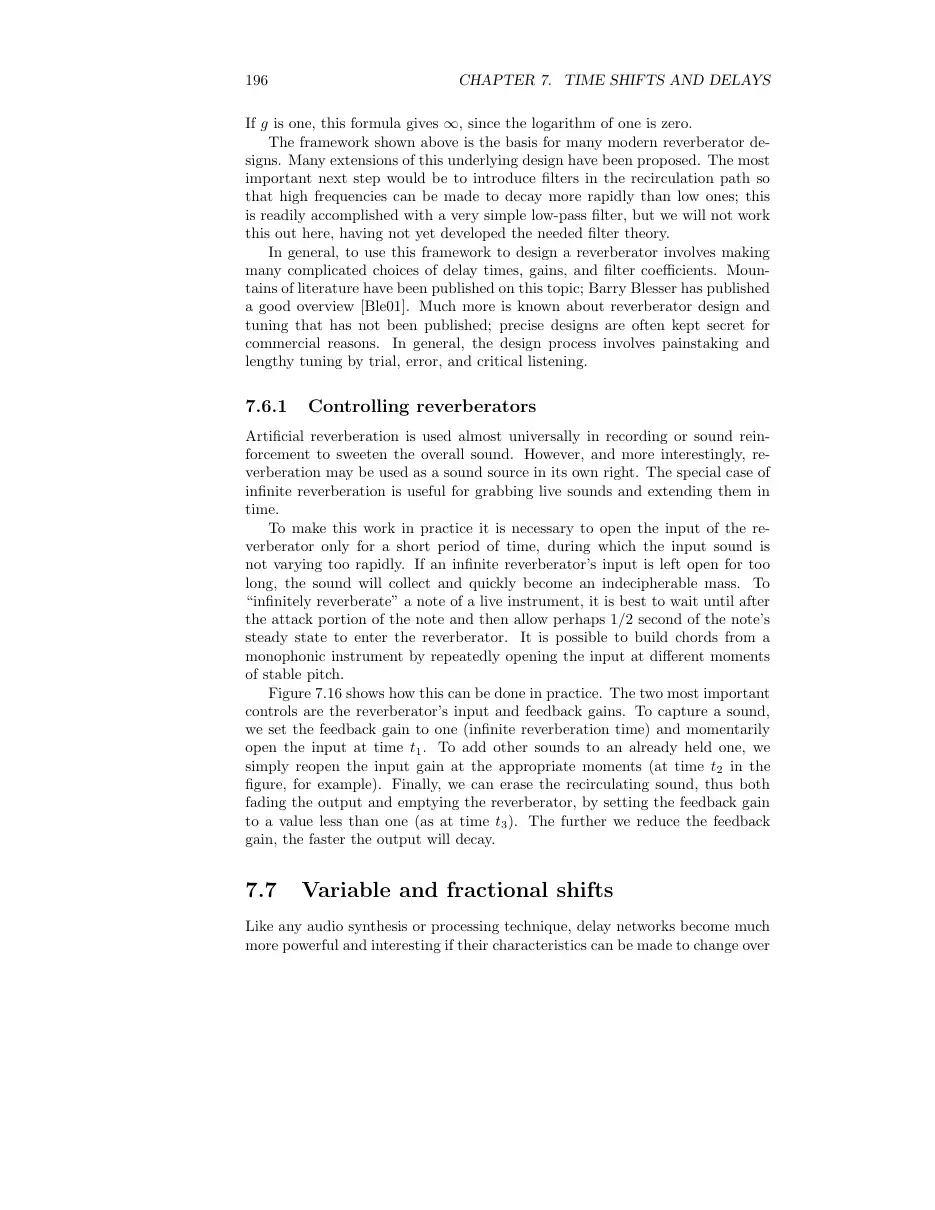 196 CHAPTER 7. TIME SHIFTS AND DELAYS
If g is one, this formula gives ∞, since the logarithm of one is zero.
The framework shown above is the basis for many modern reverberator de-
signs. Many extensions of this underlying design have been proposed. The most
important next step would be to introduce filters in the recirculation path so
that high frequencies can be made to decay more rapidly than low ones; this
is readily accomplished with a very simple low-pass filter, but we will not work
this out here, having not yet developed the needed filter theory.
In general, to use this framework to design a reverberator involves making
many complicated choices of delay times, gains, and filter coefficients. Moun-
tains of literature have been published on this topic; Barry Blesser has published
a good overview [Ble01]. Much more is known about reverberator design and
tuning that has not been published; precise designs are often kept secret for
commercial reasons. In general, the design process involves painstaking and
lengthy tuning by trial, error, and critical listening.
7.6.1 Controlling reverberators
Artificial reverberation is used almost universally in recording or sound rein-
forcement to sweeten the overall sound. However, and more interestingly, re-
verberation may be used as a sound source in its own right. The special case of
infinite reverberation is useful for grabbing live sounds and extending them in
time.
To make this work in practice it is necessary to open the input of the re-
verberator only for a short period of time, during which the input sound is
not varying too rapidly. If an infinite reverberator's input is left open for too
long, the sound will collect and quickly become an indecipherable mass. To
“infinitely reverberate” a note of a live instrument, it is best to wait until after
the attack portion of the note and then allow perhaps 1/2 second of the note's
steady state to enter the reverberator. It is possible to build chords from a
monophonic instrument by repeatedly opening the input at different moments
of stable pitch.
Figure 7.16 shows how this can be done in practice. The two most important
controls are the reverberator's input and feedback gains. To capture a sound,
we set the feedback gain to one (infinite reverberation time) and momentarily
open the input at time t₁. To add other sounds to an already held one, we
simply reopen the input gain at the appropriate moments (at time t₂ in the
figure, for example). Finally, we can erase the recirculating sound, thus both
fading the output and emptying the reverberator, by setting the feedback gain
to a value less than one (as at time t₃). The further we reduce the feedback
gain, the faster the output will decay.
7.7 Variable and fractional shifts
Like any audio synthesis or processing technique, delay networks become much
more powerful and interesting if their characteristics can be made to change over